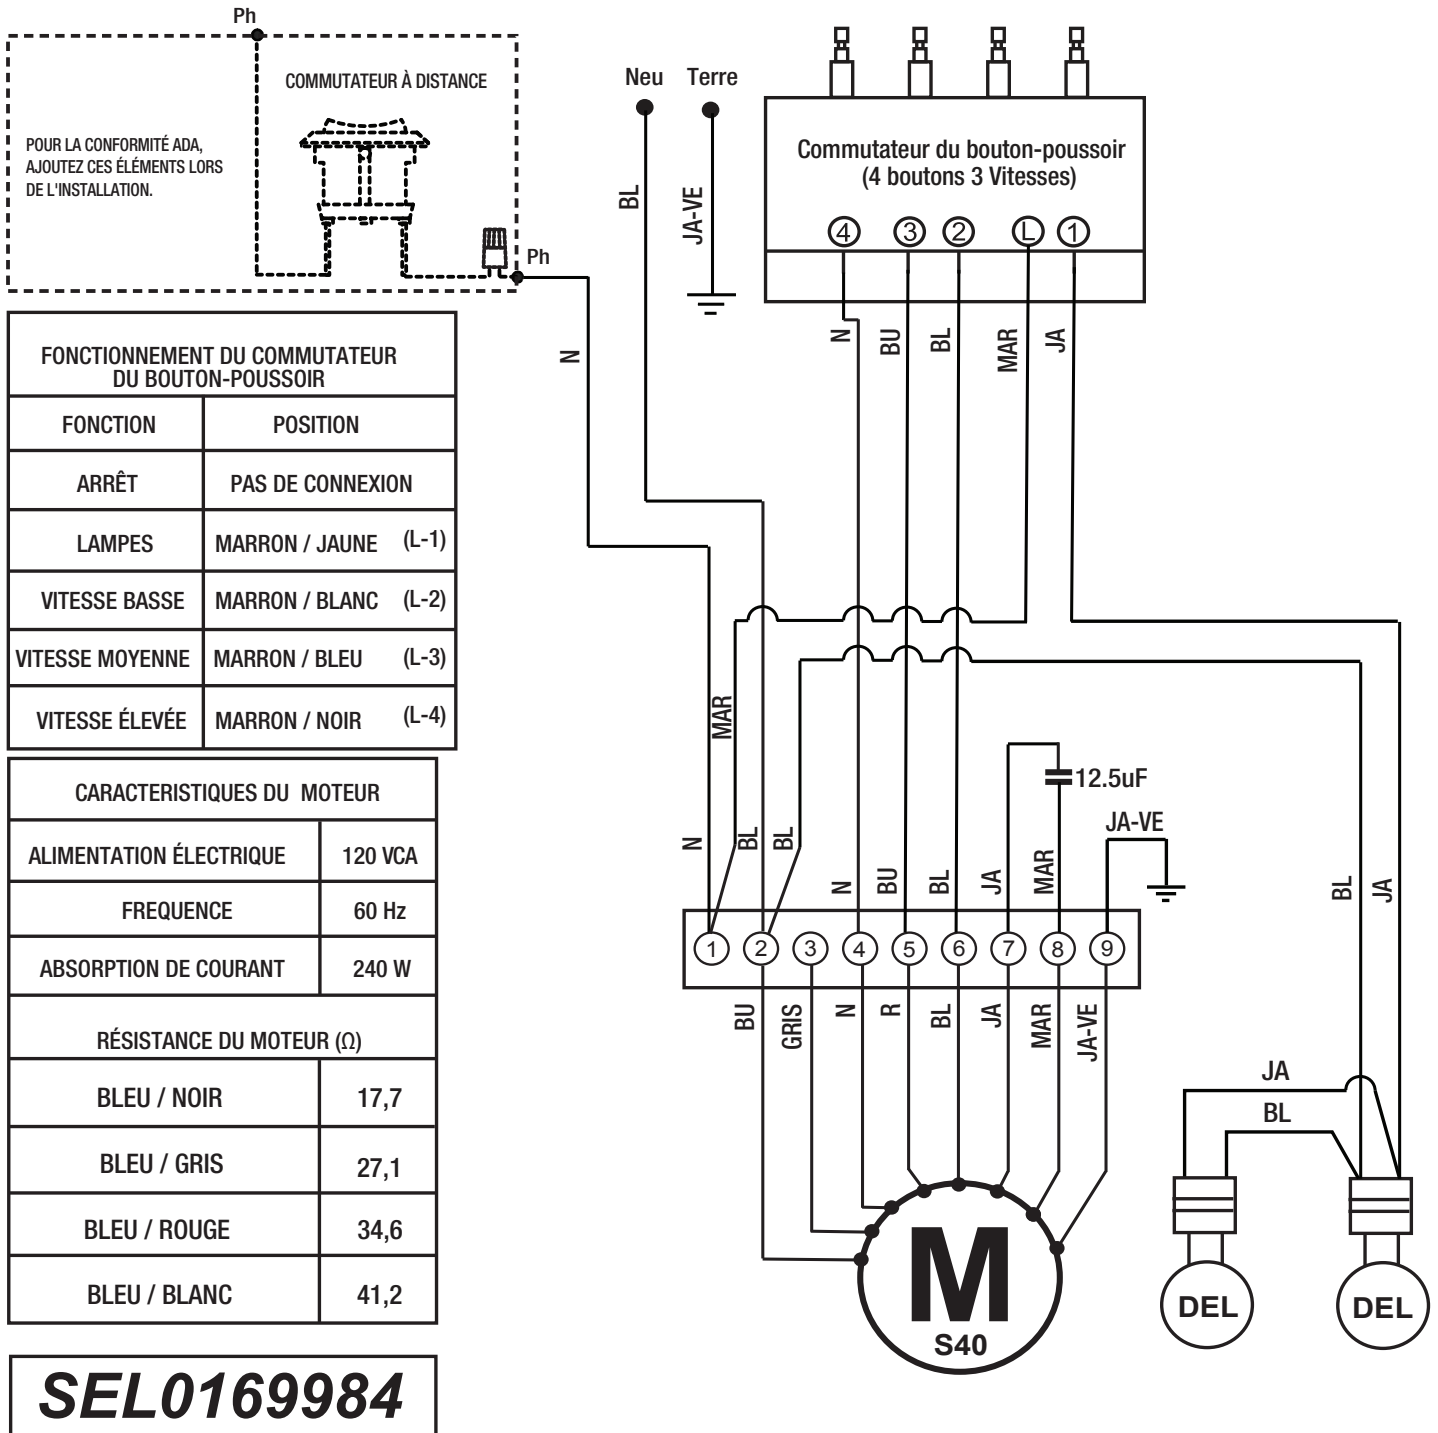 Ph
COMMUTATEUR À DISTANCE
POUR LA CONFORMITÉ ADA,
AJOUTEZ CES ÉLÉMENTS LORS
DE L'INSTALLATION.
Ph
Neu Terre
BL
JA-VE
N
Commutateur du bouton-poussoir
(4 boutons 3 Vitesses)
4 3 2 L 1
N BU BL MAR JA
FONCTIONNEMENT DU COMMUTATEUR
DU BOUTON-POUSSOIR
FONCTION POSITION
ARRÊT PAS DE CONNEXION
LAMPES MARRON / JAUNE (L-1)
VITESSE BASSE MARRON / BLANC (L-2)
VITESSE MOYENNE MARRON / BLEU (L-3)
VITESSE ÉLEVÉE MARRON / NOIR (L-4)
CARACTERISTIQUES DU MOTEUR
ALIMENTATION ÉLECTRIQUE 120 VCA
FREQUENCE 60 Hz
ABSORPTION DE COURANT 240 W
RÉSISTANCE DU MOTEUR (Ω)
BLEU / NOIR 17,7
BLEU / GRIS 27,1
BLEU / ROUGE 34,6
BLEU / BLANC 41,2
SEL0169984
MAR
12.5uF
JA-VE
N BL BL N BU BL JA MAR
BL JA
1 2 3 4 5 6 7 8 9
BU GRIS N R BL JA MAR JA-VE
JA
BL
M
S40
DEL DEL